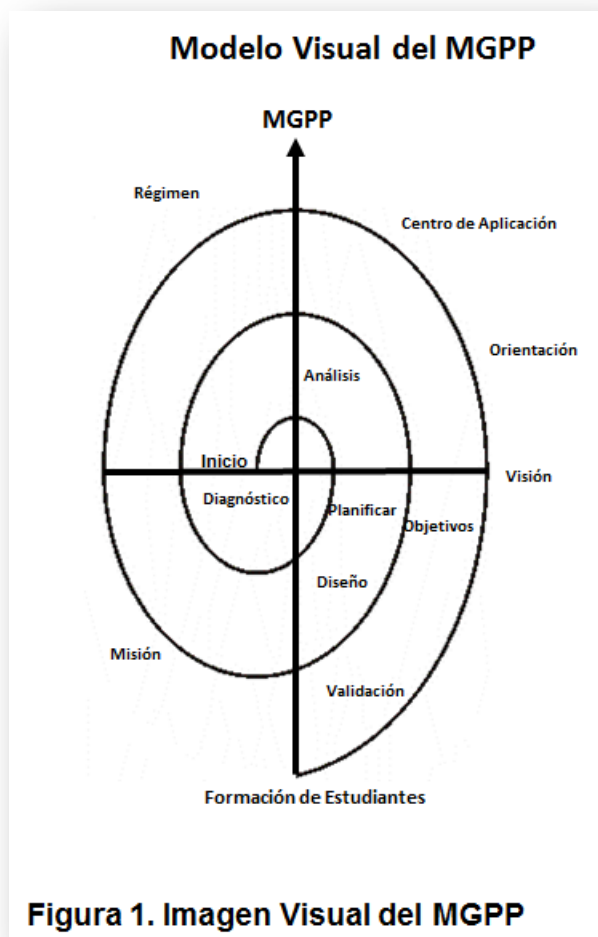 Modelo Visual del MGPP
MGPP
Régimen
Centro de Aplicación
Orientación
Análisis
Inicio
Visión
Diagnóstico
Planificar
Objetivos
Diseño
Misión
Validación
Formación de Estudiantes
Figura 1. Imagen Visual del MGPP